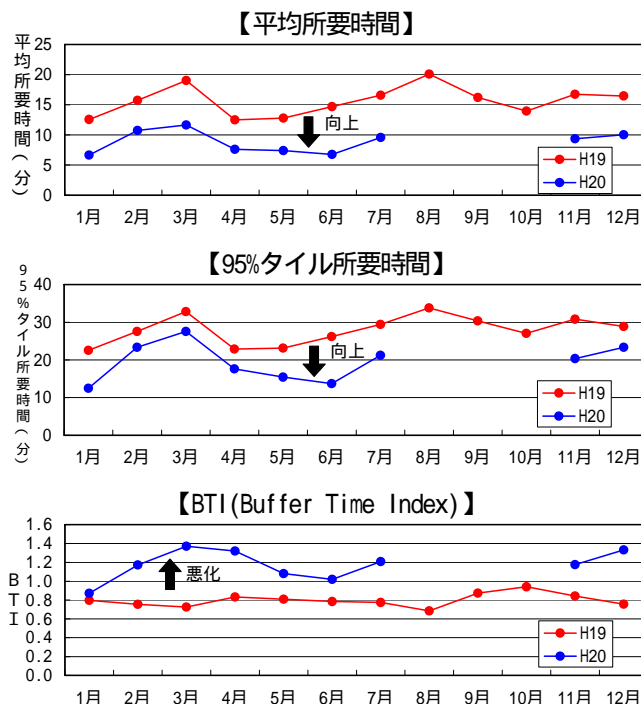 【平均所要時間】
平均所要時間(分)
25
20
15
10
5
0
向上
H19
H20
1月 2月 3月 4月 5月 6月 7月 8月 9月 10月 11月 12月
【95%タイル所要時間】
95%タイル所要時間(分)
40
30
20
10
0
向上
H19
H20
1月 2月 3月 4月 5月 6月 7月 8月 9月 10月 11月 12月
【BTI(Buffer Time Index)】
BTI
1.6
1.4
1.2
1.0
0.8
0.6
0.4
0.2
0.0
悪化
H19
H20
1月 2月 3月 4月 5月 6月 7月 8月 9月 10月 11月 12月